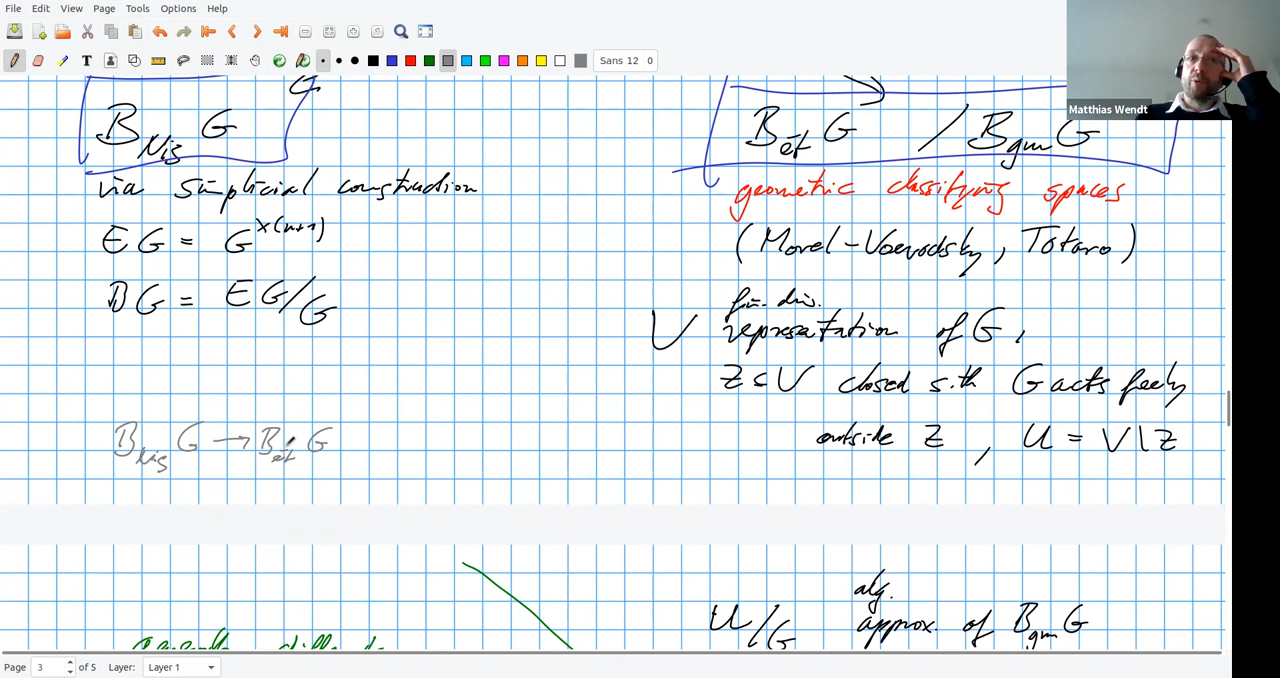 File Edit View Page Tools Options Help
Sans 12 0
Matthias Wendt
B_Nis G
via simplicial construction
EG = G^×(n+1)
BG = EG/G
B_Nis G → B_et G
B_et G / B_gm G
geometric classifying spaces
(Morel-Voevodsky, Totaro)
fin. dim.
V representation of G,
Z ⊂ V closed s.th G acts freely
outside Z, U = V \ Z
alg.
U/G approx. of B_gm G
Page 3 of 5 Layer: Layer 1